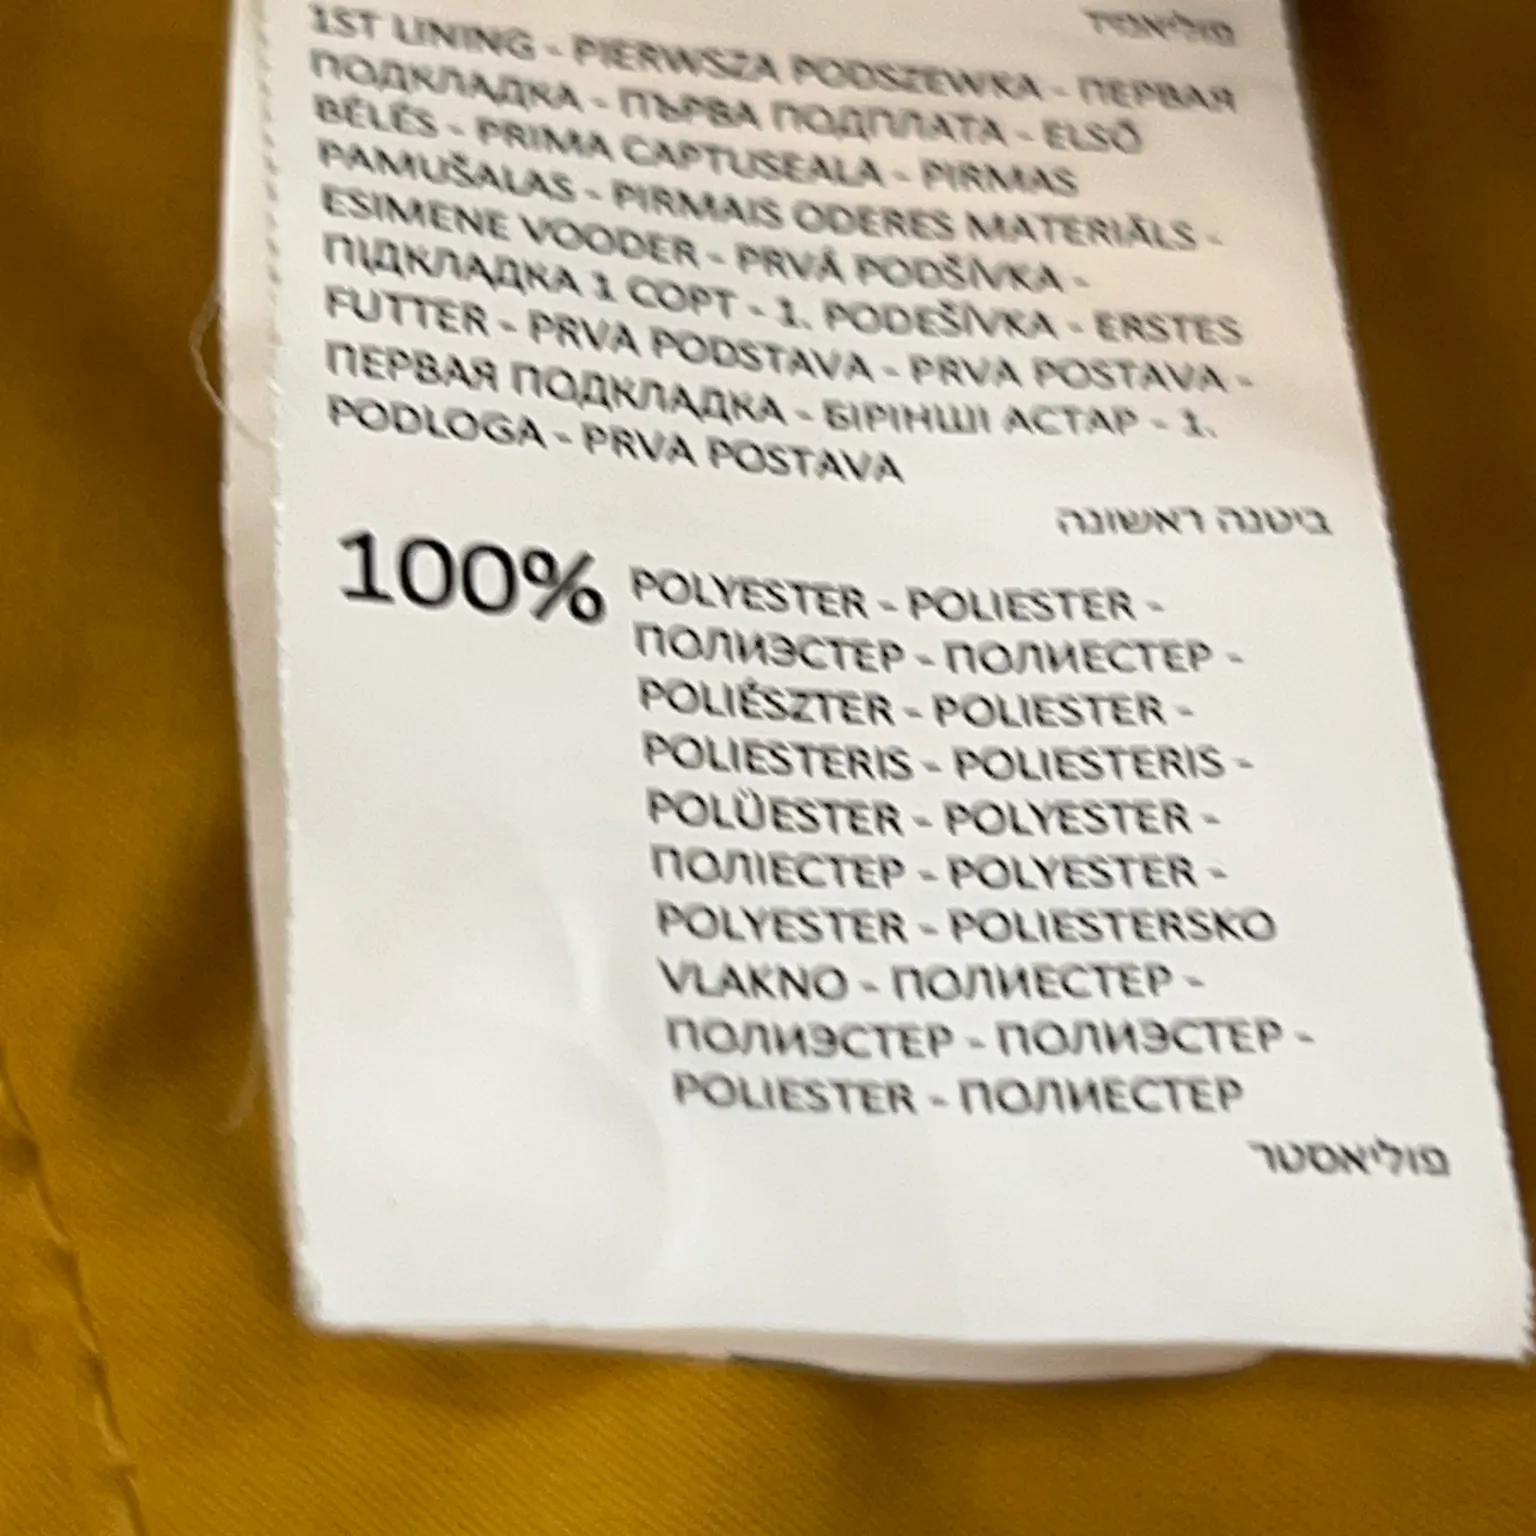 פוליאמיד
1ST LINING - PIERWSZA PODSZEWKA - ПЕРВАЯ
ПОДКЛАДКА - ПЪРВА ПОДПЛАТА - ELSŐ
BÉLÉS - PRIMA CAPTUSEALA - PIRMAS
PAMUŠALAS - PIRMAIS ODERES MATERIĀLS -
ESIMENE VOODER - PRVÁ PODŠÍVKA -
ПІДКЛАДКА 1 СОРТ - 1. PODEŠÍVKA - ERSTES
FUTTER - PRVA PODSTAVA - PRVA POSTAVA -
ПЕРВАЯ ПОДКЛАДКА - БІРІНШІ АСТАР - 1.
PODLOGA - PRVA POSTAVA
ביטנה ראשונה
100% POLYESTER - POLIESTER -
ПОЛИЭСТЕР - ПОЛИЕСТЕР -
POLIÉSZTER - POLIESTER -
POLIESTERIS - POLIESTERIS -
POLÜESTER - POLYESTER -
ПОЛІЕСТЕР - POLYESTER -
POLYESTER - POLIESTERSKO
VLAKNO - ПОЛИЕСТЕР -
ПОЛИЭСТЕР - ПОЛИЭСТЕР -
POLIESTER - ПОЛИЕСТЕР
פוליאסטר